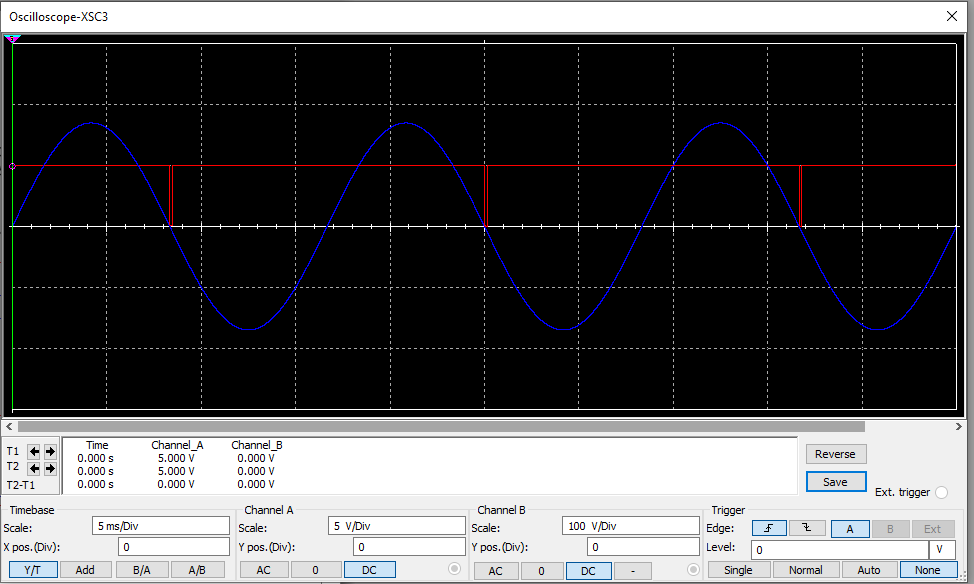 Oscilloscope-XSC3
Time Channel_A Channel_B
T1 0.000 s 5.000 V 0.000 V
T2 0.000 s 5.000 V 0.000 V
T2-T1 0.000 s 0.000 V 0.000 V
Reverse
Save
Ext. trigger
Timebase
Scale: 5 ms/Div
X pos.(Div): 0
Y/T Add B/A A/B
Channel A
Scale: 5 V/Div
Y pos.(Div): 0
AC 0 DC
Channel B
Scale: 100 V/Div
Y pos.(Div): 0
AC 0 DC -
Trigger
Edge: A B Ext
Level: 0 V
Single Normal Auto None